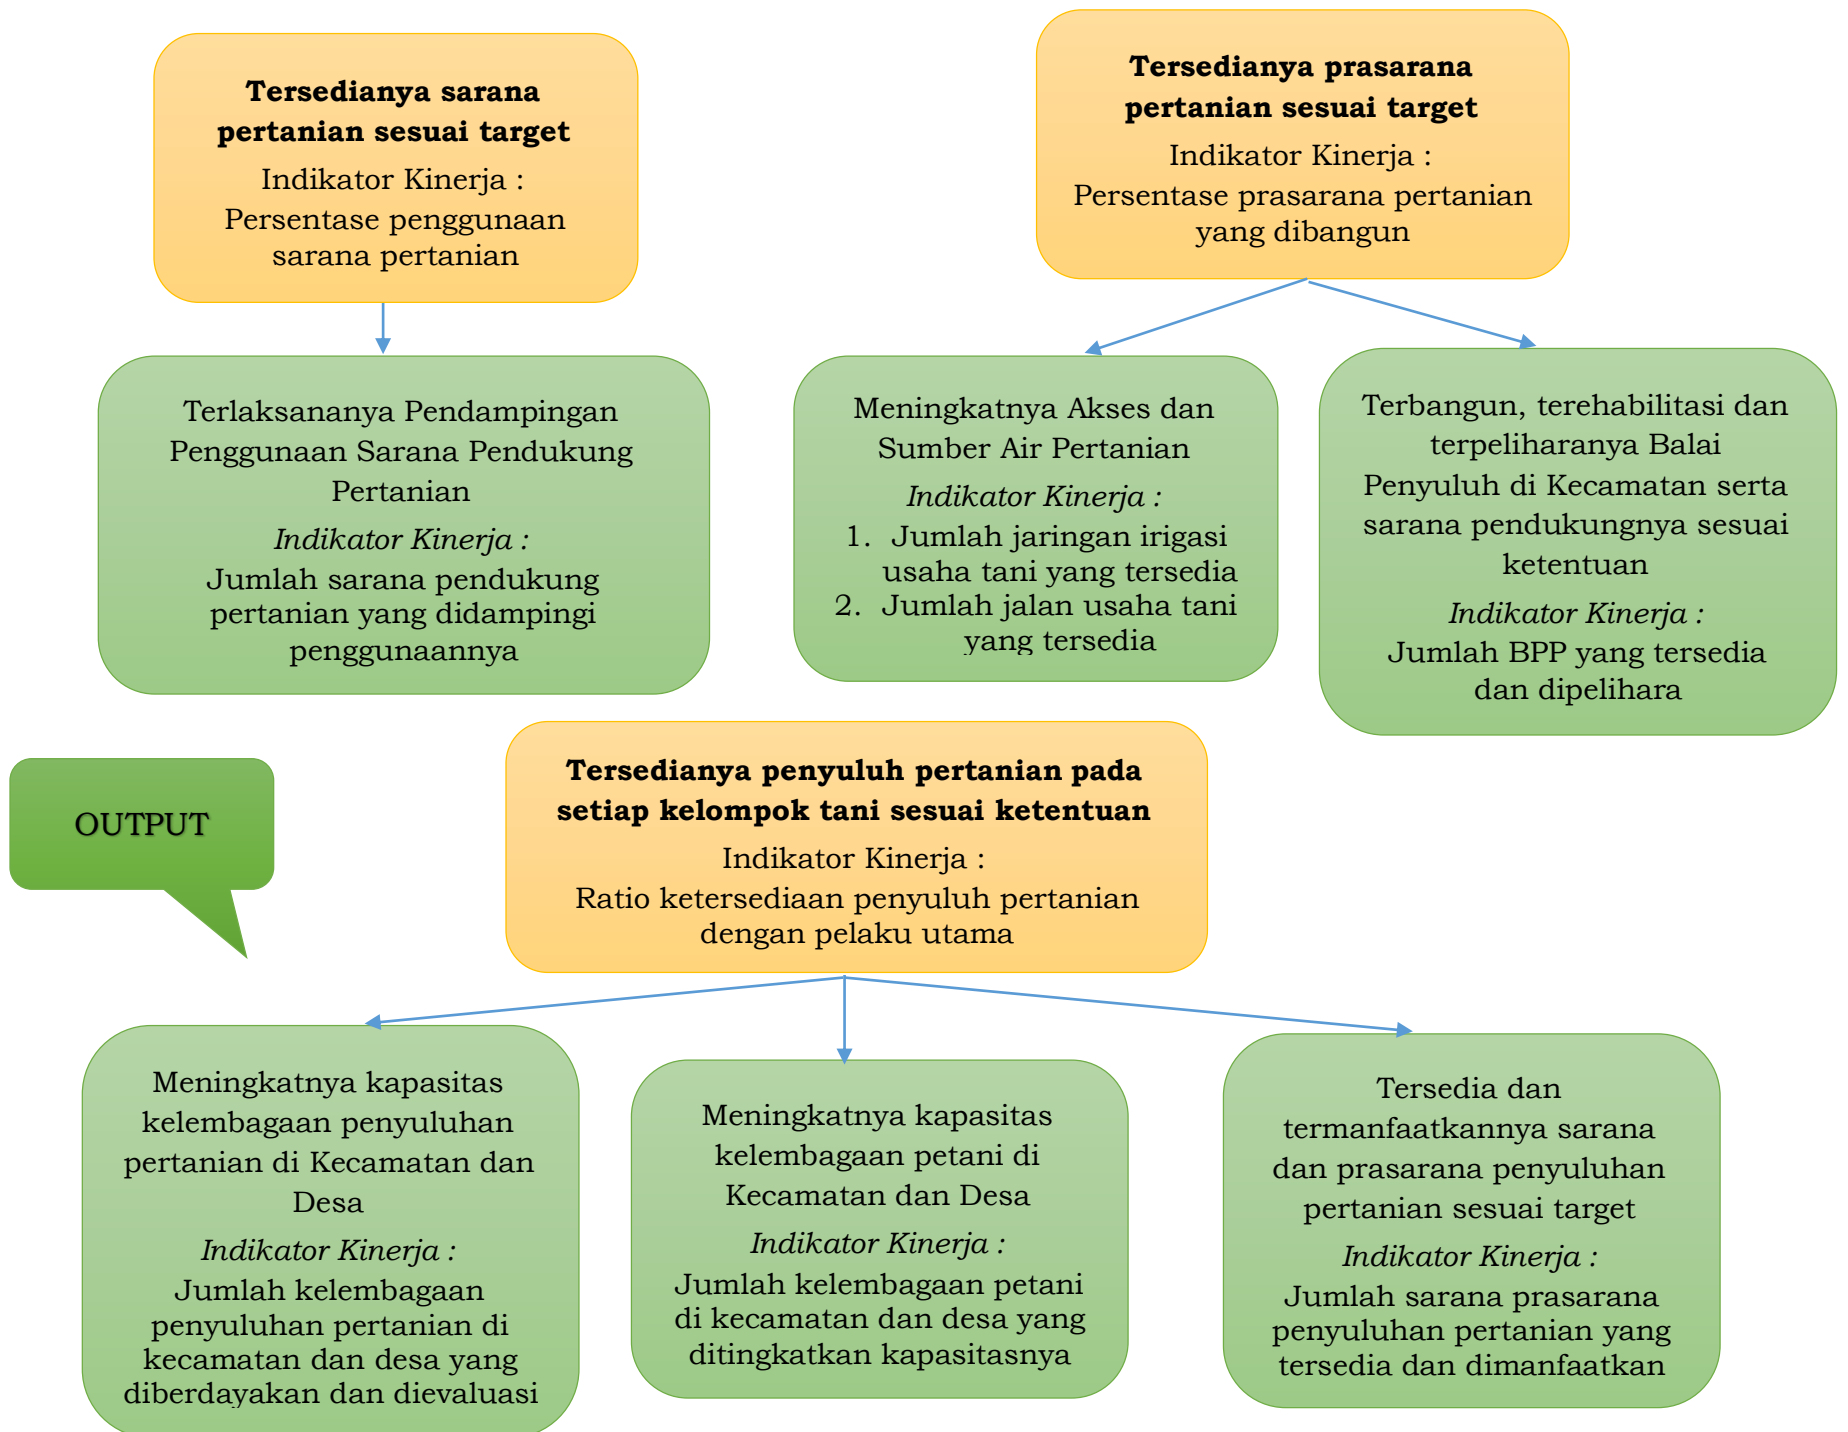 Tersedianya sarana
pertanian sesuai target
Indikator Kinerja :
Persentase penggunaan
sarana pertanian
Tersedianya prasarana
pertanian sesuai target
Indikator Kinerja :
Persentase prasarana pertanian
yang dibangun
Terlaksananya Pendampingan
Penggunaan Sarana Pendukung
Pertanian
Indikator Kinerja :
Jumlah sarana pendukung
pertanian yang didampingi
penggunaannya
Meningkatnya Akses dan
Sumber Air Pertanian
Indikator Kinerja :
1. Jumlah jaringan irigasi
usaha tani yang tersedia
2. Jumlah jalan usaha tani
yang tersedia
Terbangun, terehabilitasi dan
terpeliharanya Balai
Penyuluh di Kecamatan serta
sarana pendukungnya sesuai
ketentuan
Indikator Kinerja :
Jumlah BPP yang tersedia
dan dipelihara
OUTPUT
Tersedianya penyuluh pertanian pada
setiap kelompok tani sesuai ketentuan
Indikator Kinerja :
Ratio ketersediaan penyuluh pertanian
dengan pelaku utama
Meningkatnya kapasitas
kelembagaan penyuluhan
pertanian di Kecamatan dan
Desa
Indikator Kinerja :
Jumlah kelembagaan
penyuluhan pertanian di
kecamatan dan desa yang
diberdayakan dan dievaluasi
Meningkatnya kapasitas
kelembagaan petani di
Kecamatan dan Desa
Indikator Kinerja :
Jumlah kelembagaan petani
di kecamatan dan desa yang
ditingkatkan kapasitasnya
Tersedia dan
termanfaatkannya sarana
dan prasarana penyuluhan
pertanian sesuai target
Indikator Kinerja :
Jumlah sarana prasarana
penyuluhan pertanian yang
tersedia dan dimanfaatkan